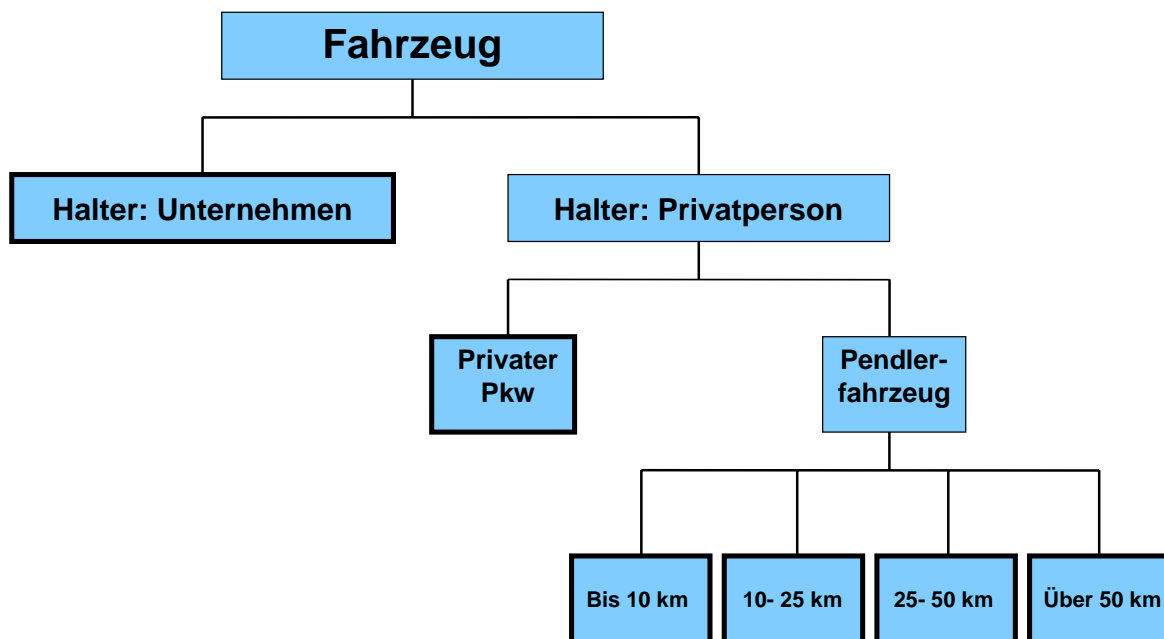 Fahrzeug
Halter: Unternehmen
Halter: Privatperson
Privater
Pkw
Pendler-
fahrzeug
Bis 10 km
10- 25 km
25- 50 km
Über 50 km